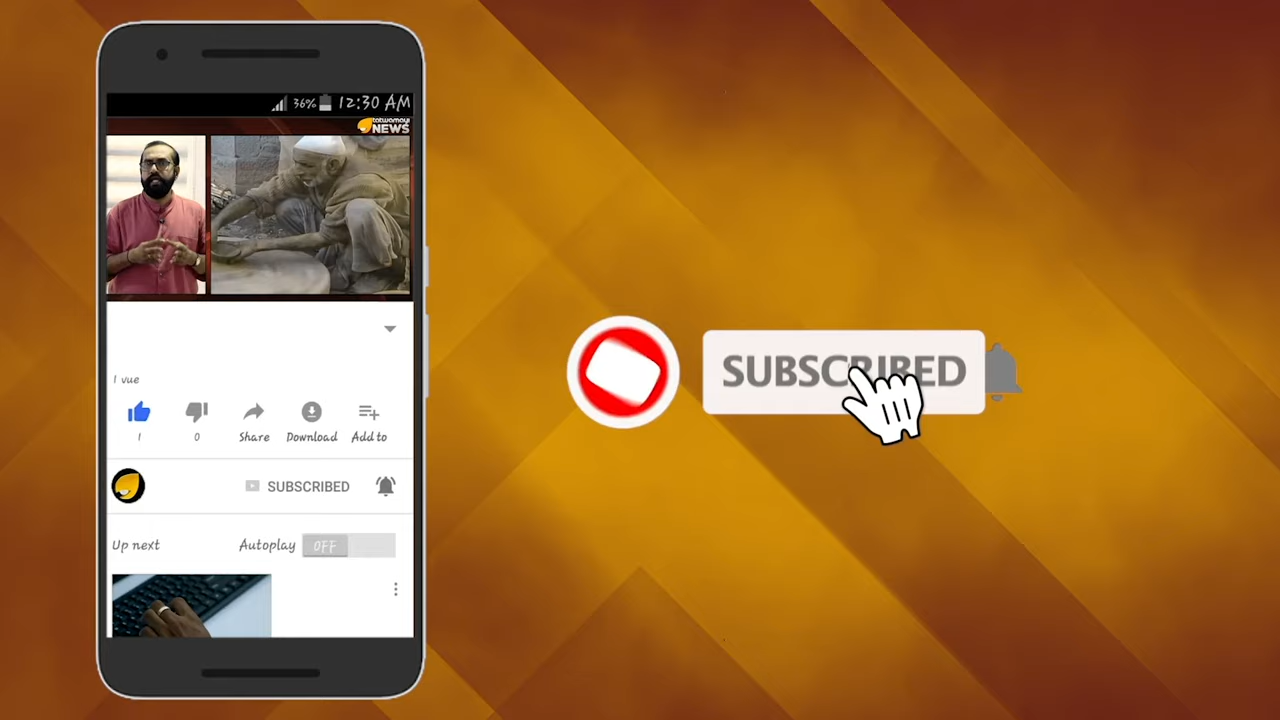 36% 12:30 AM
tatwamayi
NEWS
1 vue
1
0
Share
Download
Add to
SUBSCRIBED
Up next
Autoplay
OFF
SUBSCRIBED